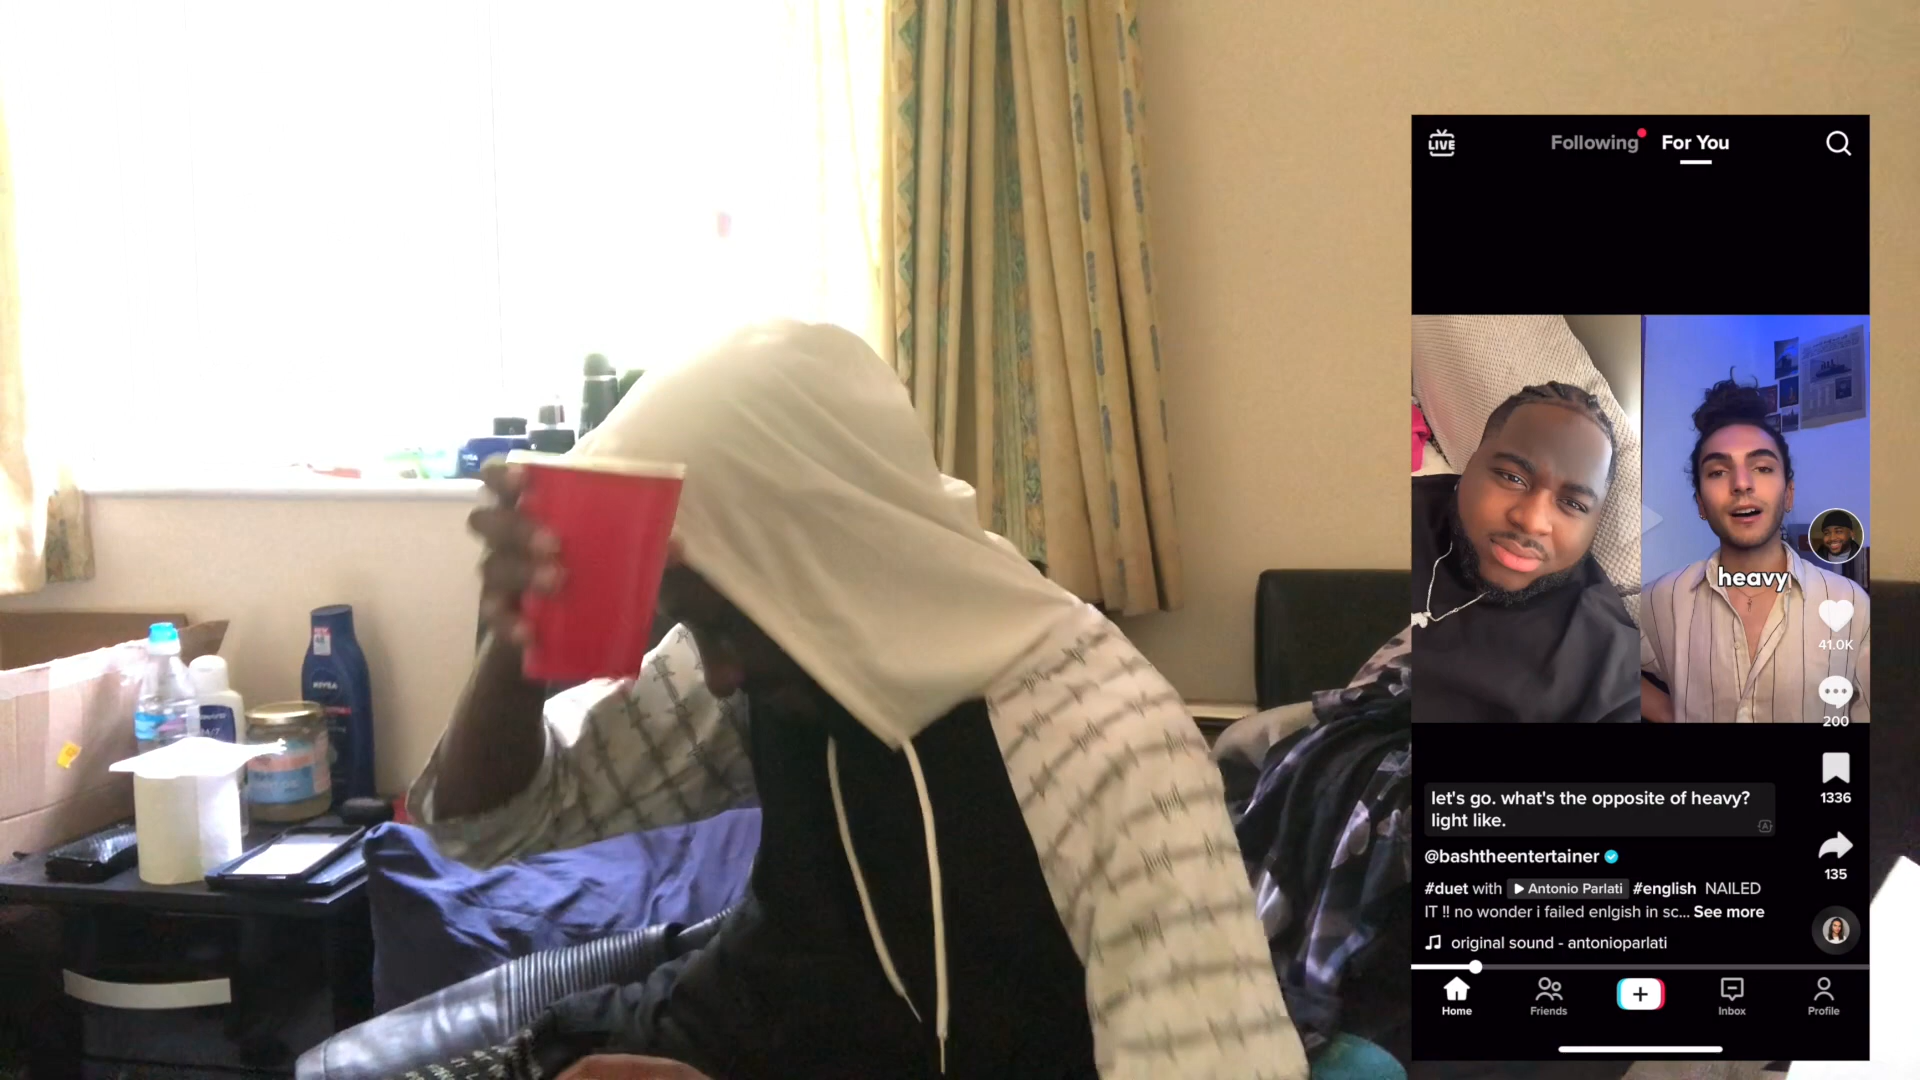 LIVE
Following
For You
heavy
41.0K
200
1336
135
let's go. what's the opposite of heavy?
light like.
@bashtheentertainer
#duet with Antonio Parlati #english NAILED
IT !! no wonder i failed enlgish in sc... See more
original sound - antonioparlati
Home
Friends
Inbox
Profile
NIVEA
24/7